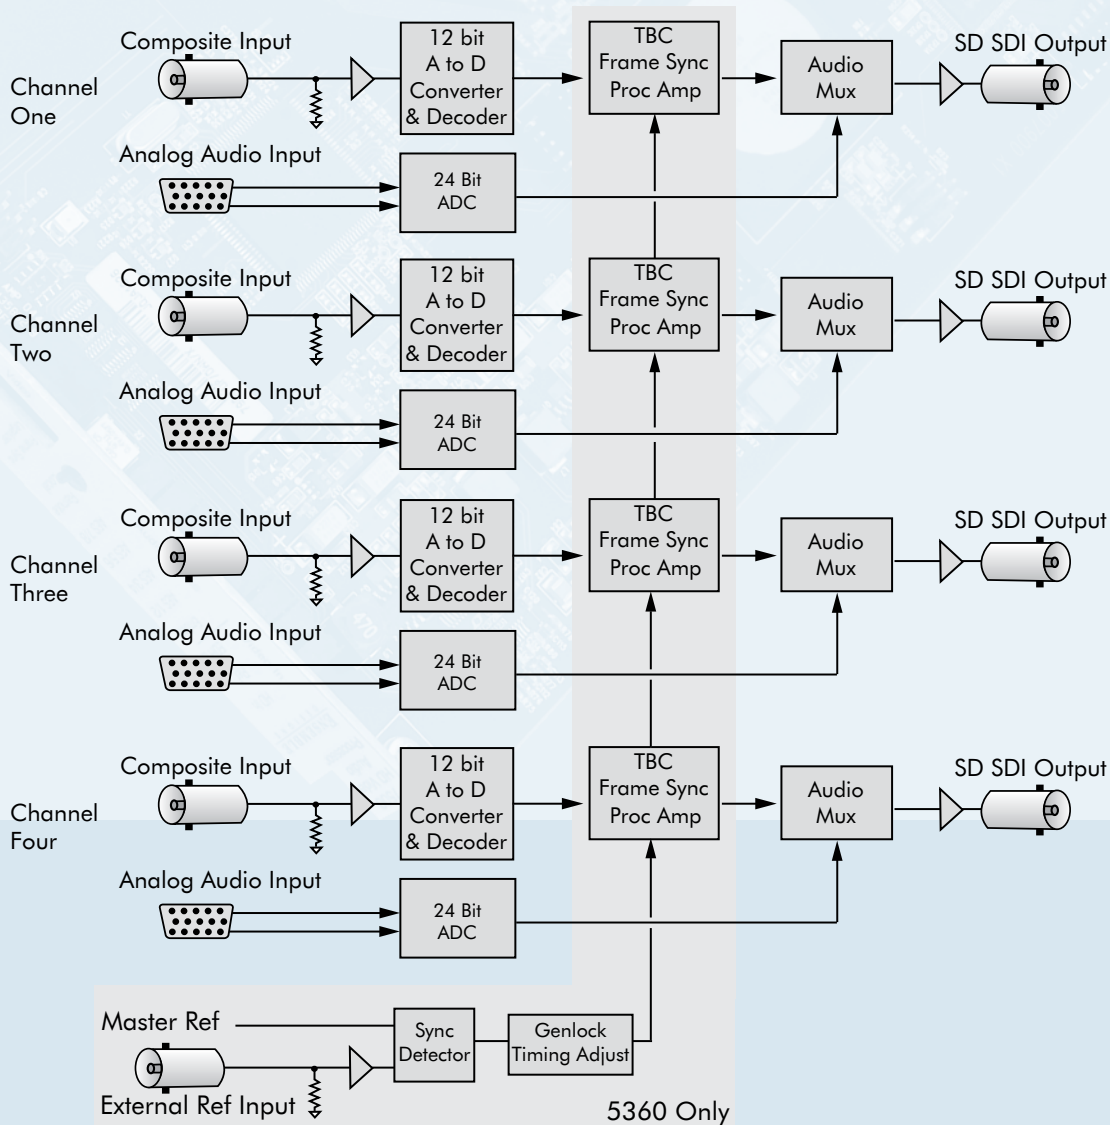 Composite Input
12 bit
A to D
Converter
& Decoder
TBC
Frame Sync
Proc Amp
Audio
Mux
SD SDI Output
Channel
One
Analog Audio Input
24 Bit
ADC
Composite Input
12 bit
A to D
Converter
& Decoder
TBC
Frame Sync
Proc Amp
Audio
Mux
SD SDI Output
Channel
Two
Analog Audio Input
24 Bit
ADC
Composite Input
12 bit
A to D
Converter
& Decoder
TBC
Frame Sync
Proc Amp
Audio
Mux
SD SDI Output
Channel
Three
Analog Audio Input
24 Bit
ADC
Composite Input
12 bit
A to D
Converter
& Decoder
TBC
Frame Sync
Proc Amp
Audio
Mux
SD SDI Output
Channel
Four
Analog Audio Input
24 Bit
ADC
Master Ref
Sync
Detector
Genlock
Timing Adjust
External Ref Input
5360 Only